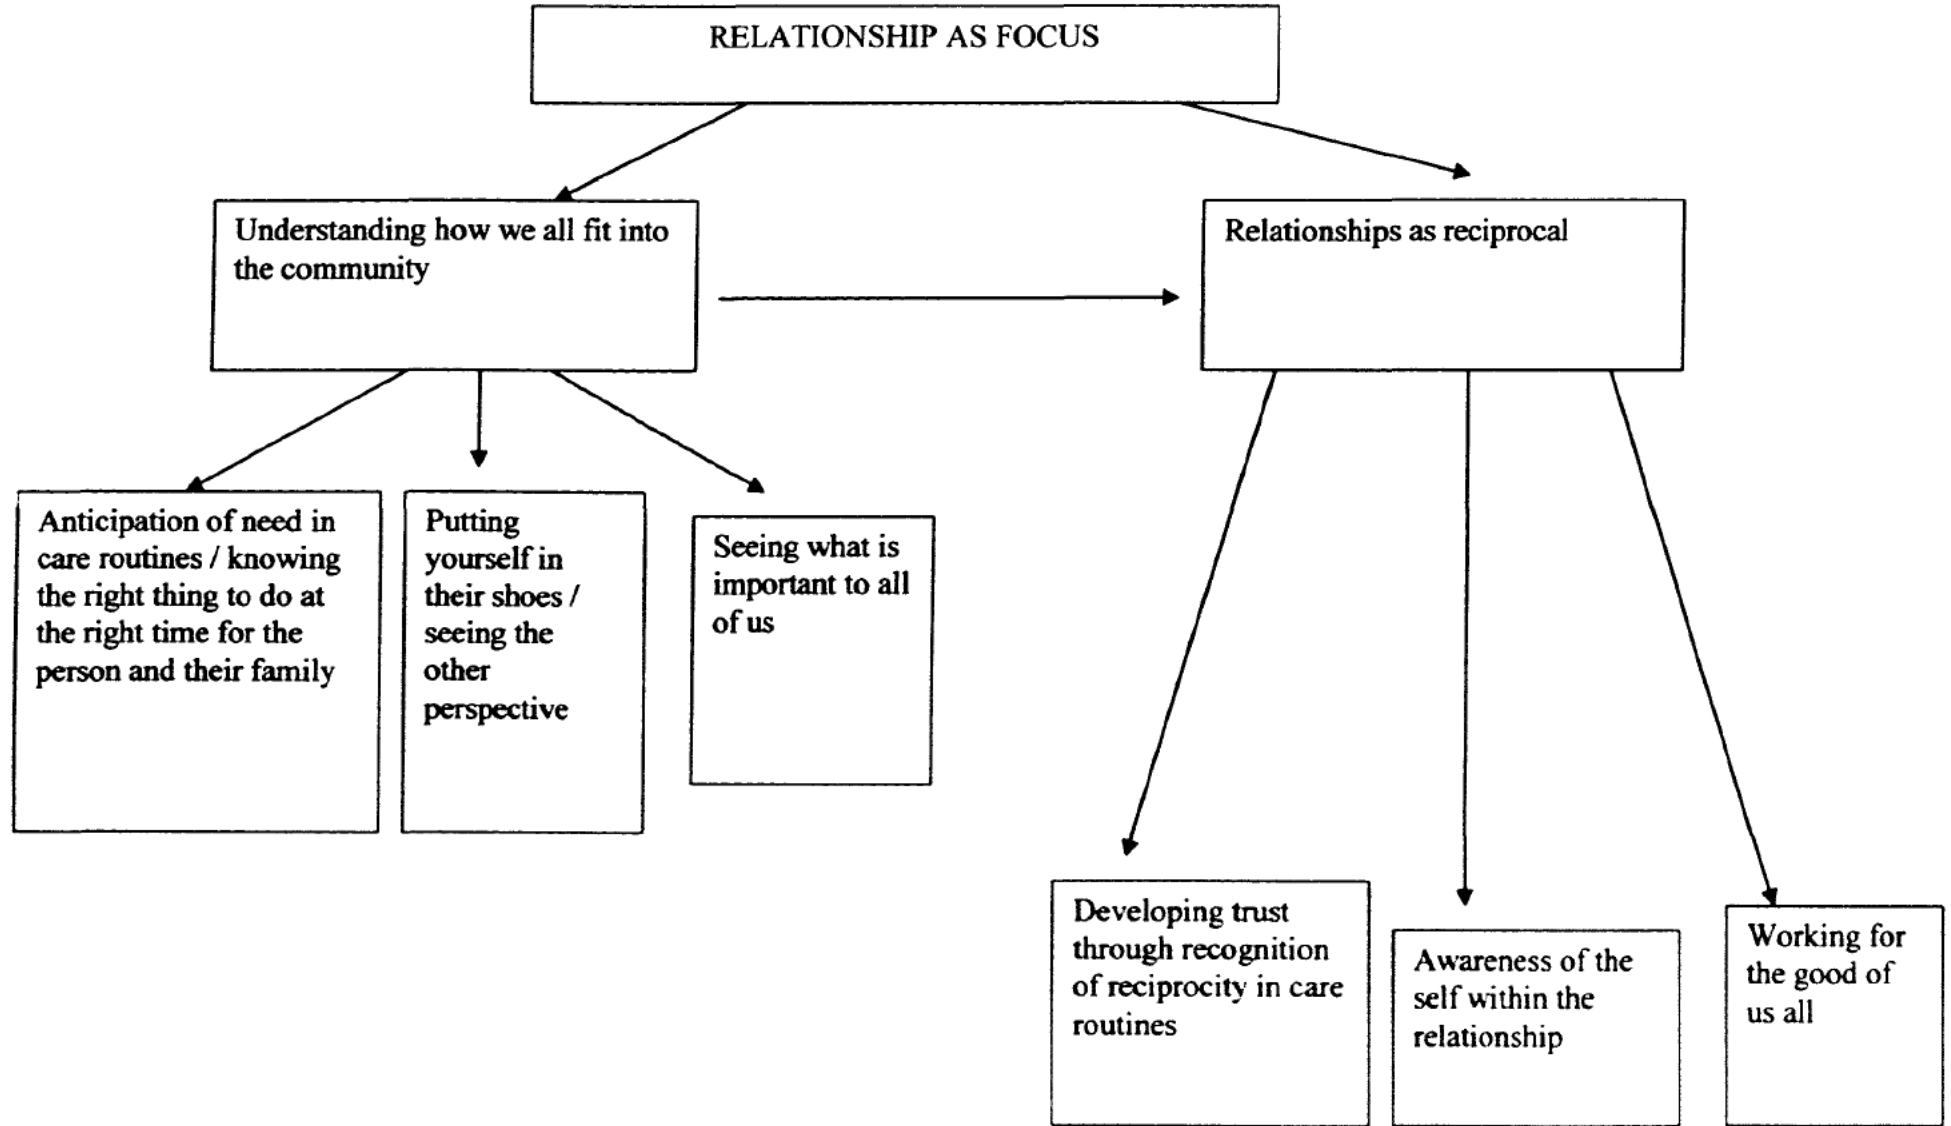 RELATIONSHIP AS FOCUS
Understanding how we all fit into
the community
Relationships as reciprocal
Anticipation of need in
care routines / knowing
the right thing to do at
the right time for the
person and their family
Putting
yourself in
their shoes /
seeing the
other
perspective
Seeing what is
important to all
of us
Developing trust
through recognition
of reciprocity in care
routines
Awareness of the
self within the
relationship
Working for
the good of
us all